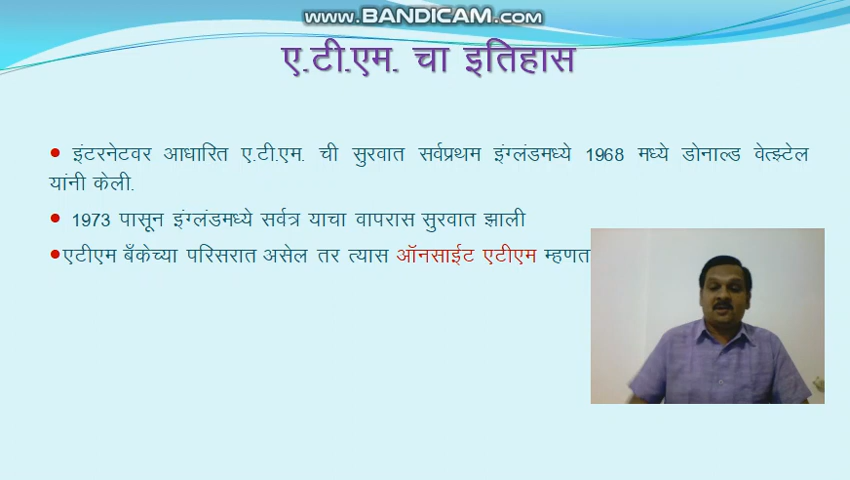 www.BANDICAM.com
ए.टी.एम. चा इतिहास
● इंटरनेटवर आधारित ए.टी.एम. ची सुरवात सर्वप्रथम इंग्लंडमध्ये 1968 मध्ये डोनाल्ड वेत्झ्टेल
यांनी केली.
● 1973 पासून इंग्लंडमध्ये सर्वत्र याचा वापरास सुरवात झाली
●एटीएम बँकेच्या परिसरात असेल तर त्यास ऑनसाईट एटीएम म्हणत